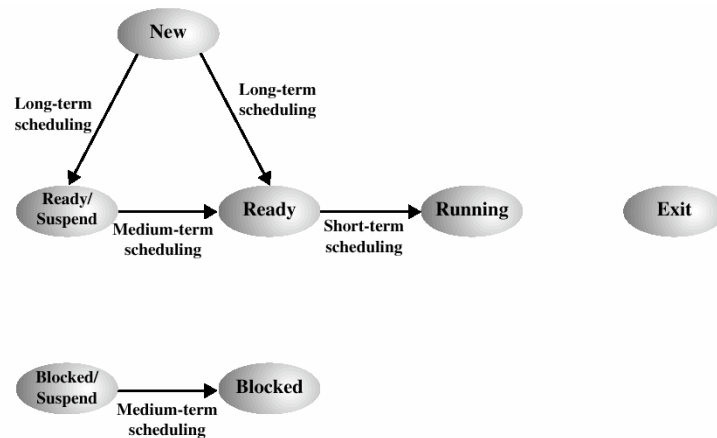 New
Long-term
scheduling
Long-term
scheduling
Ready/
Suspend
Ready
Running
Exit
Medium-term
scheduling
Short-term
scheduling
Blocked/
Suspend
Blocked
Medium-term
scheduling